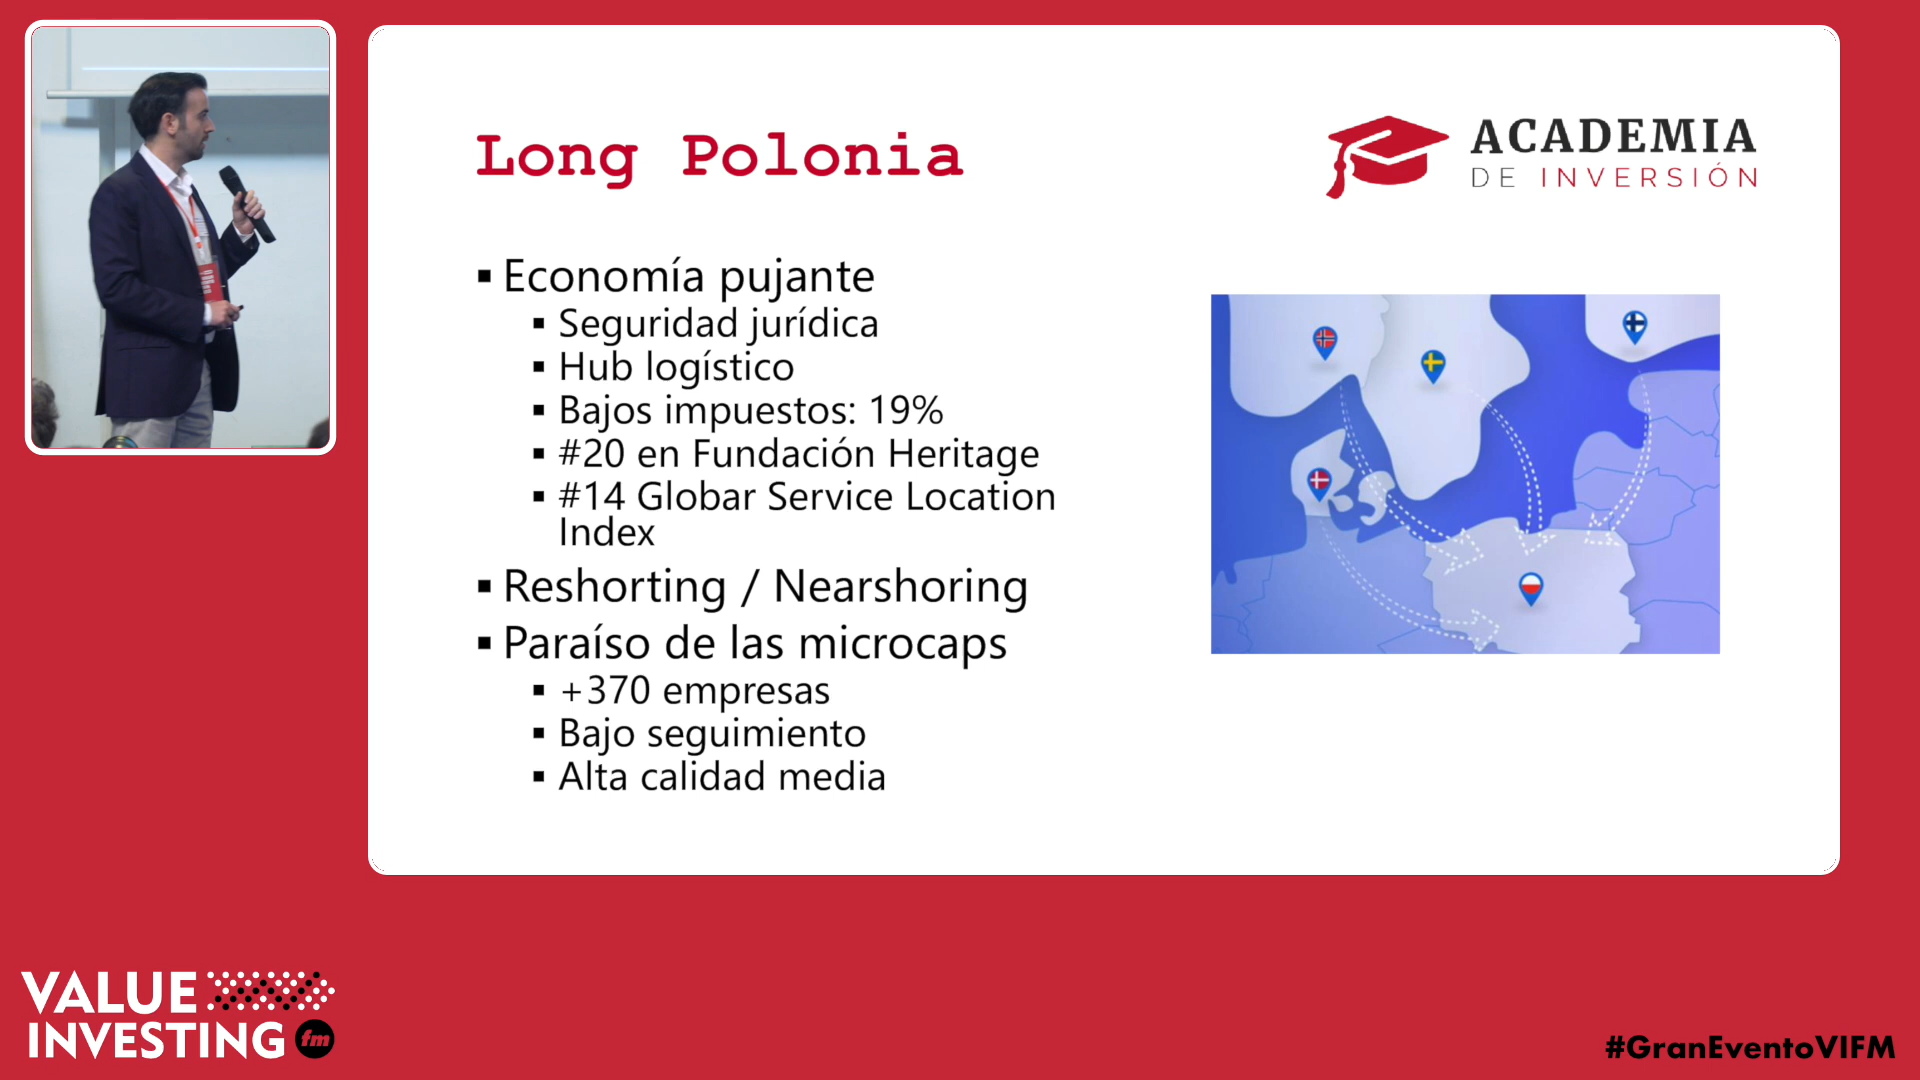 Long Polonia
ACADEMIA
DE INVERSIÓN
▪ Economía pujante
▪ Seguridad jurídica
▪ Hub logístico
▪ Bajos impuestos: 19%
▪ #20 en Fundación Heritage
▪ #14 Globar Service Location
Index
▪ Reshorting / Nearshoring
▪ Paraíso de las microcaps
▪ +370 empresas
▪ Bajo seguimiento
▪ Alta calidad media
VALUE
INVESTING fm
#GranEventoVIFM